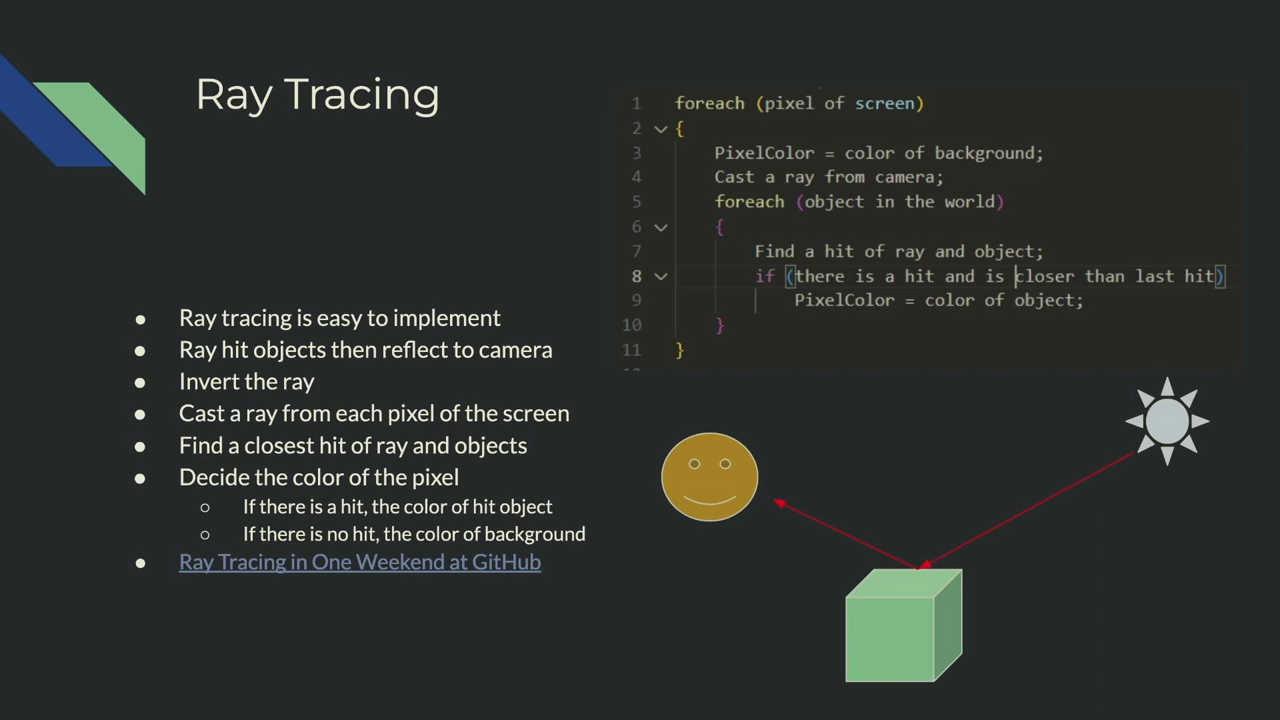 Ray Tracing
Ray tracing is easy to implement
Ray hit objects then reflect to camera
Invert the ray
Cast a ray from each pixel of the screen
Find a closest hit of ray and objects
Decide the color of the pixel
If there is a hit, the color of hit object
If there is no hit, the color of background
Ray Tracing in One Weekend at GitHub
1 foreach (pixel of screen)
2 {
3 PixelColor = color of background;
4 Cast a ray from camera;
5 foreach (object in the world)
6 {
7 Find a hit of ray and object;
8 if (there is a hit and is closer than last hit)
9 PixelColor = color of object;
10 }
11 }